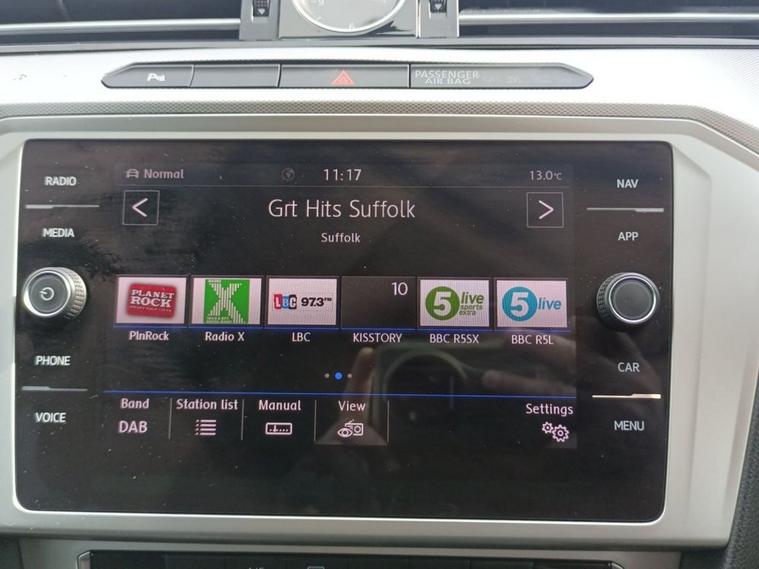 6
PASSENGER
AIR BAG
RADIO
Normal
11:17
13.0°C
NAV
MEDIA
< Grt Hits Suffolk >
Suffolk
APP
PLANET ROCK
X
LBC 97.3 FM
10
5 live sports extra
5 live
PlnRock
Radio X
LBC
KISSTORY
BBC R5SX
BBC R5L
PHONE
CAR
Band
Station list
Manual
View
Settings
DAB
VOICE
MENU